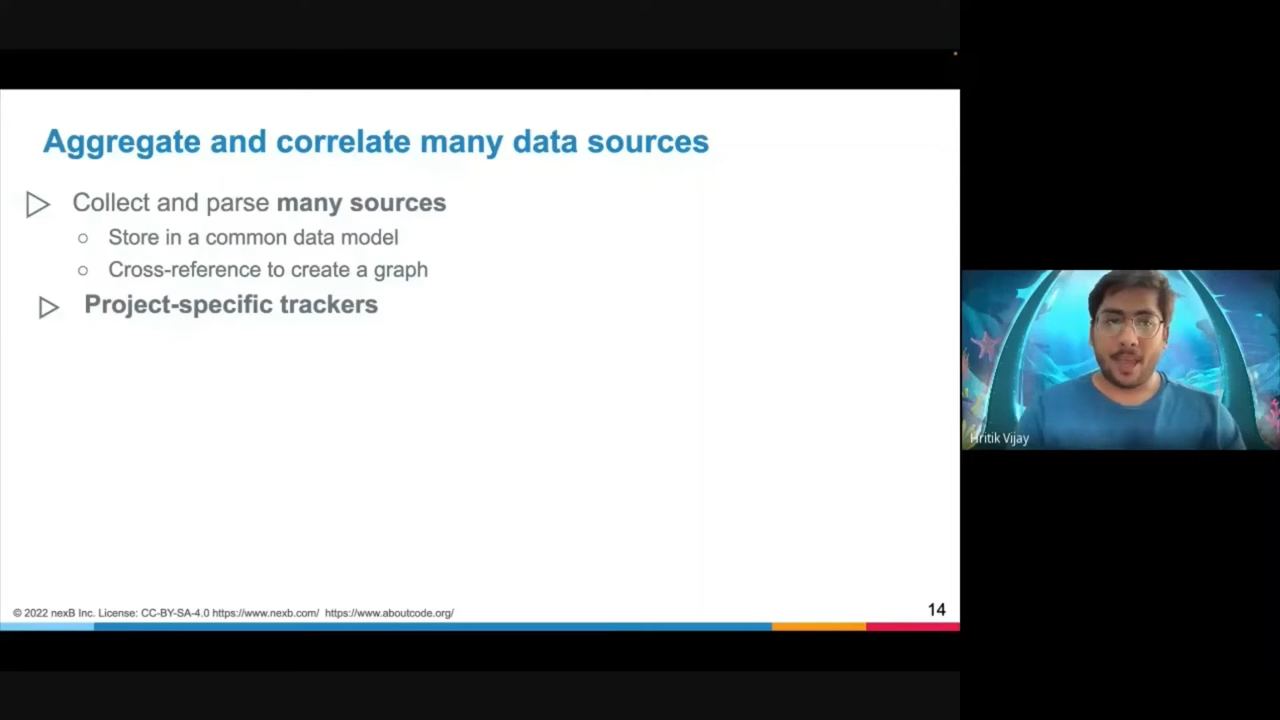 Aggregate and correlate many data sources
Collect and parse many sources
Store in a common data model
Cross-reference to create a graph
Project-specific trackers
© 2022 nexB Inc. License: CC-BY-SA-4.0 https://www.nexb.com/ https://www.aboutcode.org/
14
Hritik Vijay